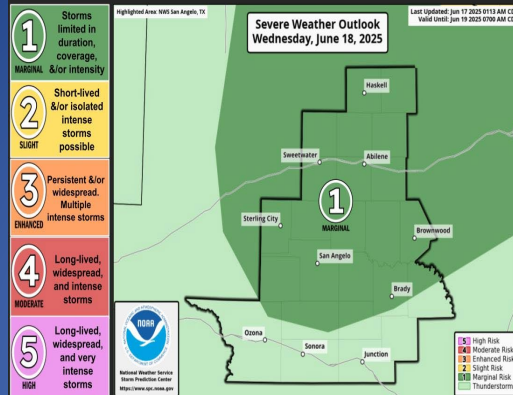 1
MARGINAL
Storms
limited in
duration,
coverage,
&/or intensity
2
SLIGHT
Short-lived
&/or isolated
intense
storms
possible
3
ENHANCED
Persistent &/or
widespread.
Multiple
intense storms
4
MODERATE
Long-lived,
widespread,
and intense
storms
5
HIGH
Long-lived,
widespread,
and very
intense
storms
Highlighted Area: NWS San Angelo, TX
Severe Weather Outlook
Wednesday, June 18, 2025
Last Updated: Jun 17 2025 0113 AM
Valid Until: Jun 19 2025 0700 AM
Haskell
Sweetwater
Abilene
1
MARGINAL
Sterling City
Brownwood
San Angelo
Brady
Ozona
Sonora
Junction
NOAA
National Weather Service
Storm Prediction Center
https://www.spc.noaa.gov
5 High Risk
4 Moderate Risk
3 Enhanced Risk
2 Slight Risk
1 Marginal Risk
Thunderstorm